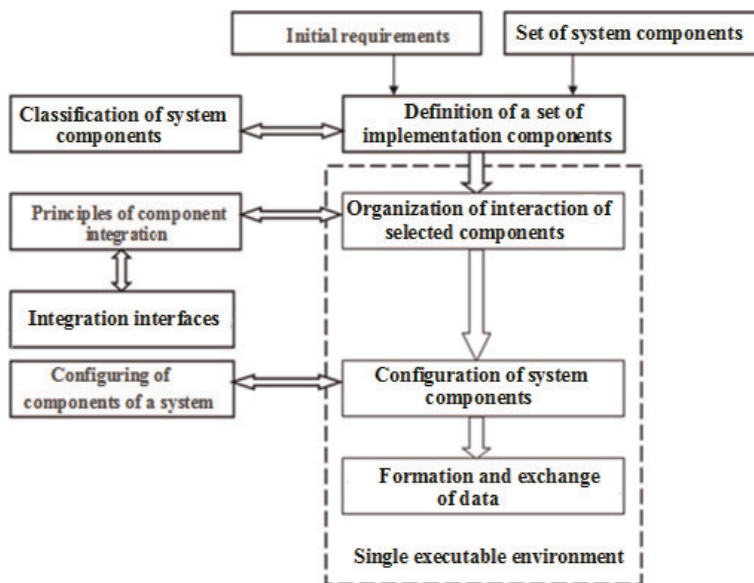 Initial requirements
Set of system components
Classification of system
components
Definition of a set of
implementation components
Principles of component
integration
Organization of interaction of
selected components
Integration interfaces
Configuring of
components of a system
Configuration of system
components
Formation and exchange
of data
Single executable environment